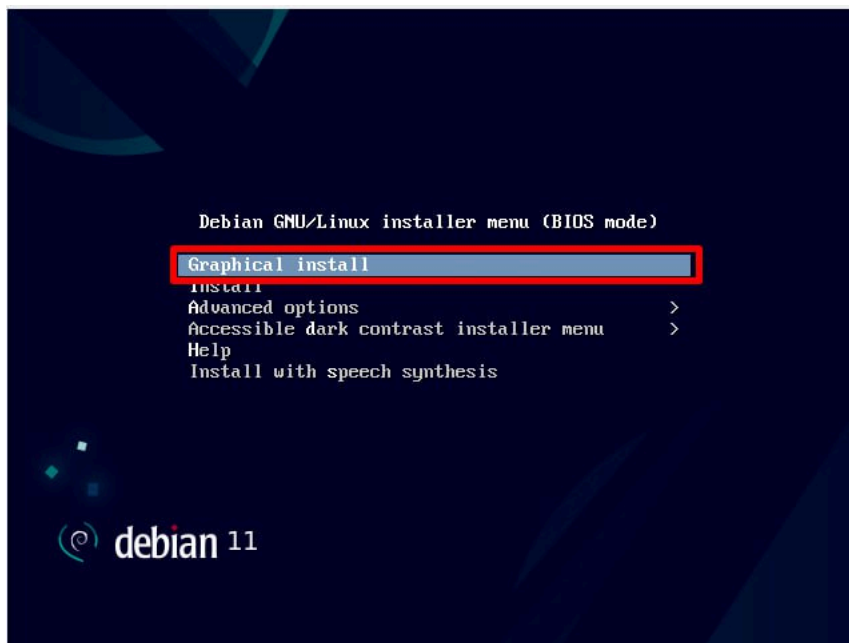 Debian GNU/Linux installer menu (BIOS mode)
Graphical install
Install
Advanced options >
Accessible dark contrast installer menu >
Help
Install with speech synthesis
debian 11